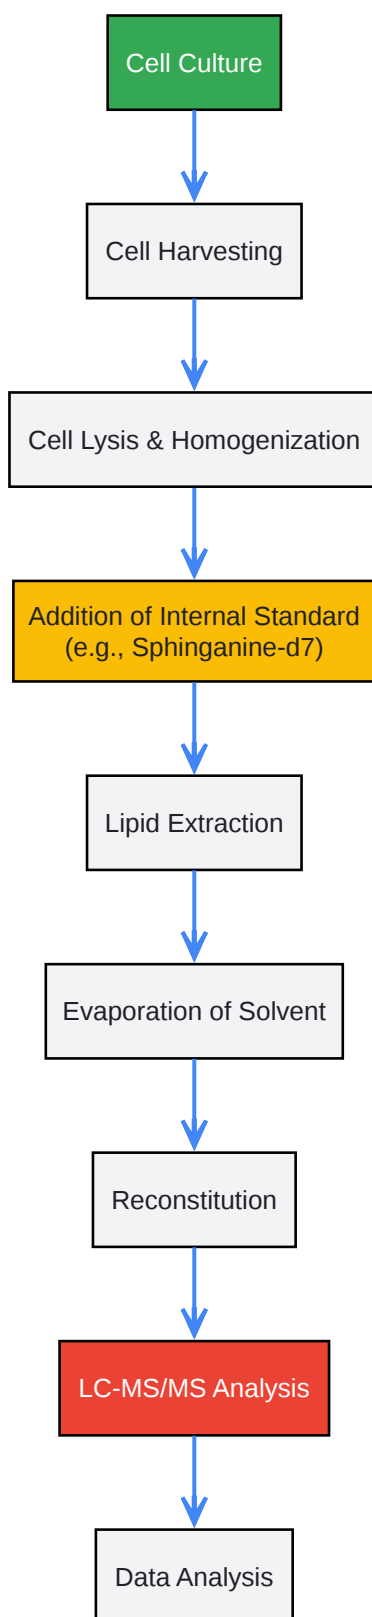 Cell Culture
Cell Harvesting
Cell Lysis & Homogenization
Addition of Internal Standard
(e.g., Sphinganine-d7)
Lipid Extraction
Evaporation of Solvent
Reconstitution
LC-MS/MS Analysis
Data Analysis